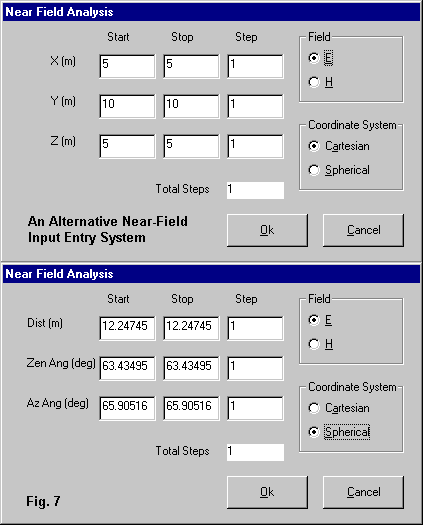 Near Field Analysis
Start Stop Step Field
X (m) 5 5 1 E
H
Y (m) 10 10 1
Coordinate System
Z (m) 5 5 1 Cartesian
Spherical
Total Steps 1
An Alternative Near-Field
Input Entry System
Ok Cancel
Near Field Analysis
Start Stop Step Field
Dist (m) 12.24745 12.24745 1 E
H
Zen Ang (deg) 63.43495 63.43495 1
Coordinate System
Az Ang (deg) 65.90516 65.90516 1 Cartesian
Spherical
Total Steps 1
Fig. 7
Ok Cancel